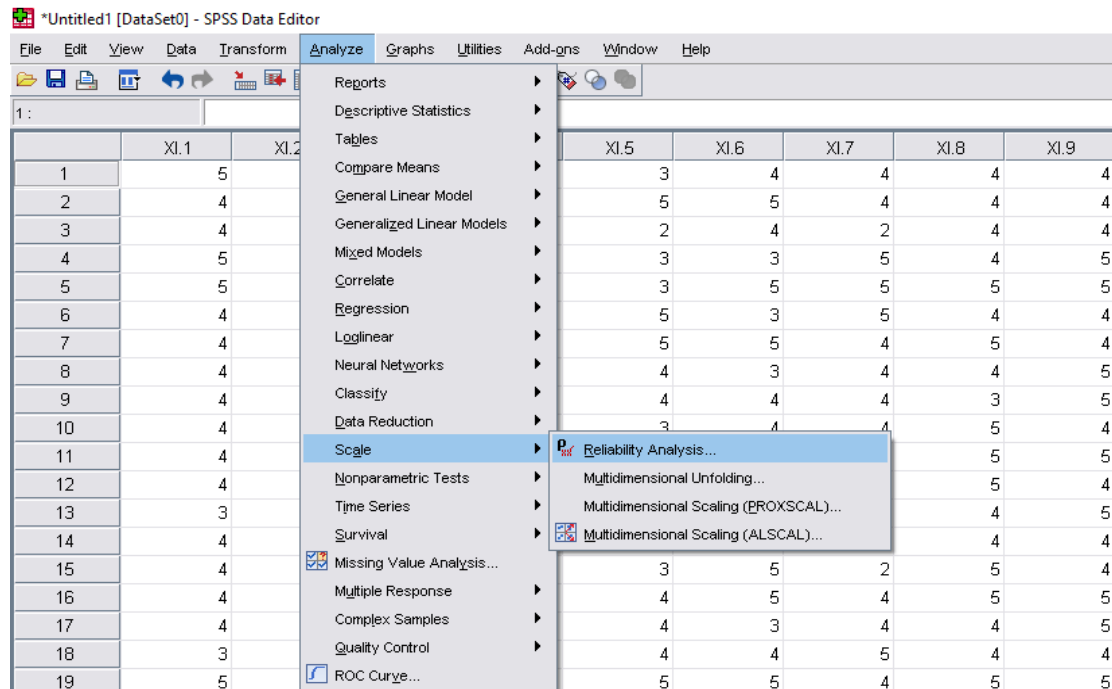 *Untitled1 [DataSet0] - SPSS Data Editor
File Edit View Data Transform Analyze Graphs Utilities Add-ons Window Help
1 :
Reports
Descriptive Statistics
Tables
Compare Means
General Linear Model
Generalized Linear Models
Mixed Models
Correlate
Regression
Loglinear
Neural Networks
Classify
Data Reduction
Scale
Nonparametric Tests
Time Series
Survival
Missing Value Analysis...
Multiple Response
Complex Samples
Quality Control
ROC Curve...
Reliability Analysis...
Multidimensional Unfolding...
Multidimensional Scaling (PROXSCAL)...
Multidimensional Scaling (ALSCAL)...
XI.1 XI.2 XI.5 XI.6 XI.7 XI.8 XI.9
1 5 3 4 4 4 4
2 4 5 5 4 4 4
3 4 2 4 2 4 4
4 5 3 3 5 4 5
5 5 3 5 5 5 5
6 4 5 3 5 4 4
7 4 5 5 4 5 4
8 4 4 3 4 4 5
9 4 4 4 4 3 5
10 4 3 4 4 5 4
11 4 5 5
12 4 5 4
13 3 4 5
14 4 4 4
15 4 3 5 2 5 4
16 4 4 5 4 5 5
17 4 4 3 4 4 5
18 3 4 4 5 4 4
19 5 5 5 4 5 5